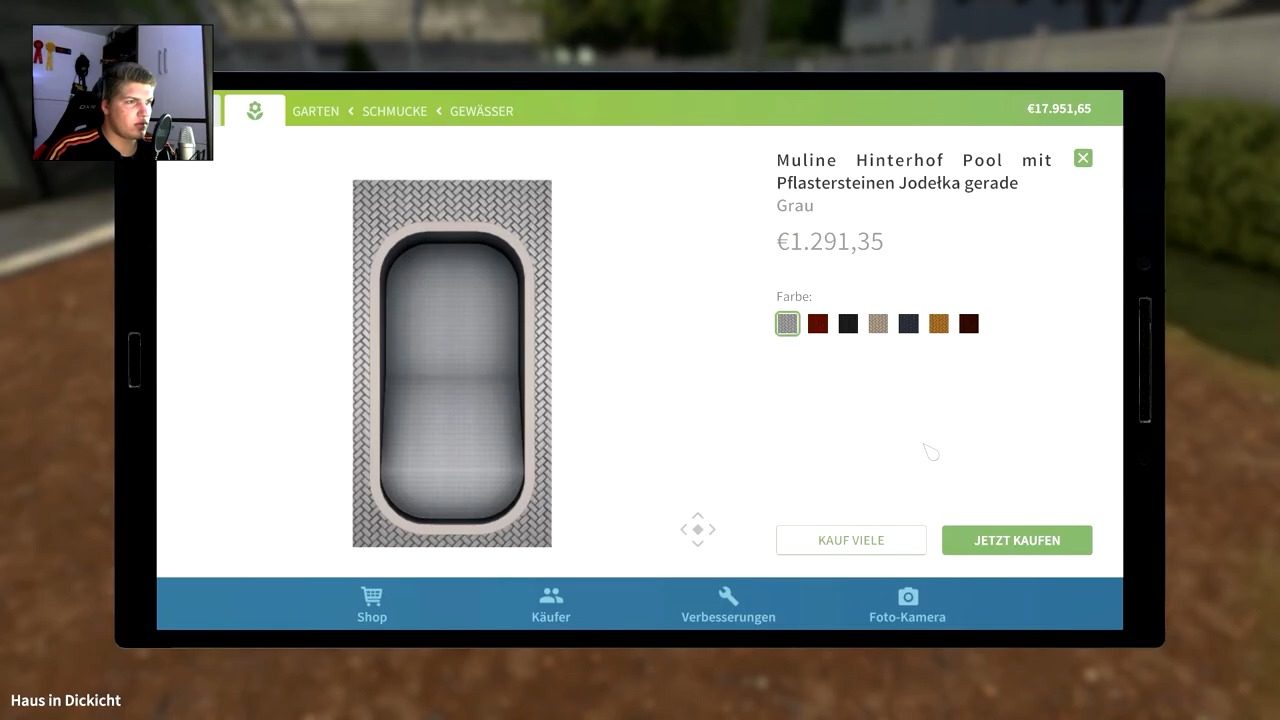 GARTEN < SCHMUCKE < GEWÄSSER
€17.951,65
Muline Hinterhof Pool mit
Pflastersteinen Jodełka gerade
Grau
€1.291,35
Farbe:
KAUF VIELE
JETZT KAUFEN
Shop
Käufer
Verbesserungen
Foto-Kamera
Haus in Dickicht